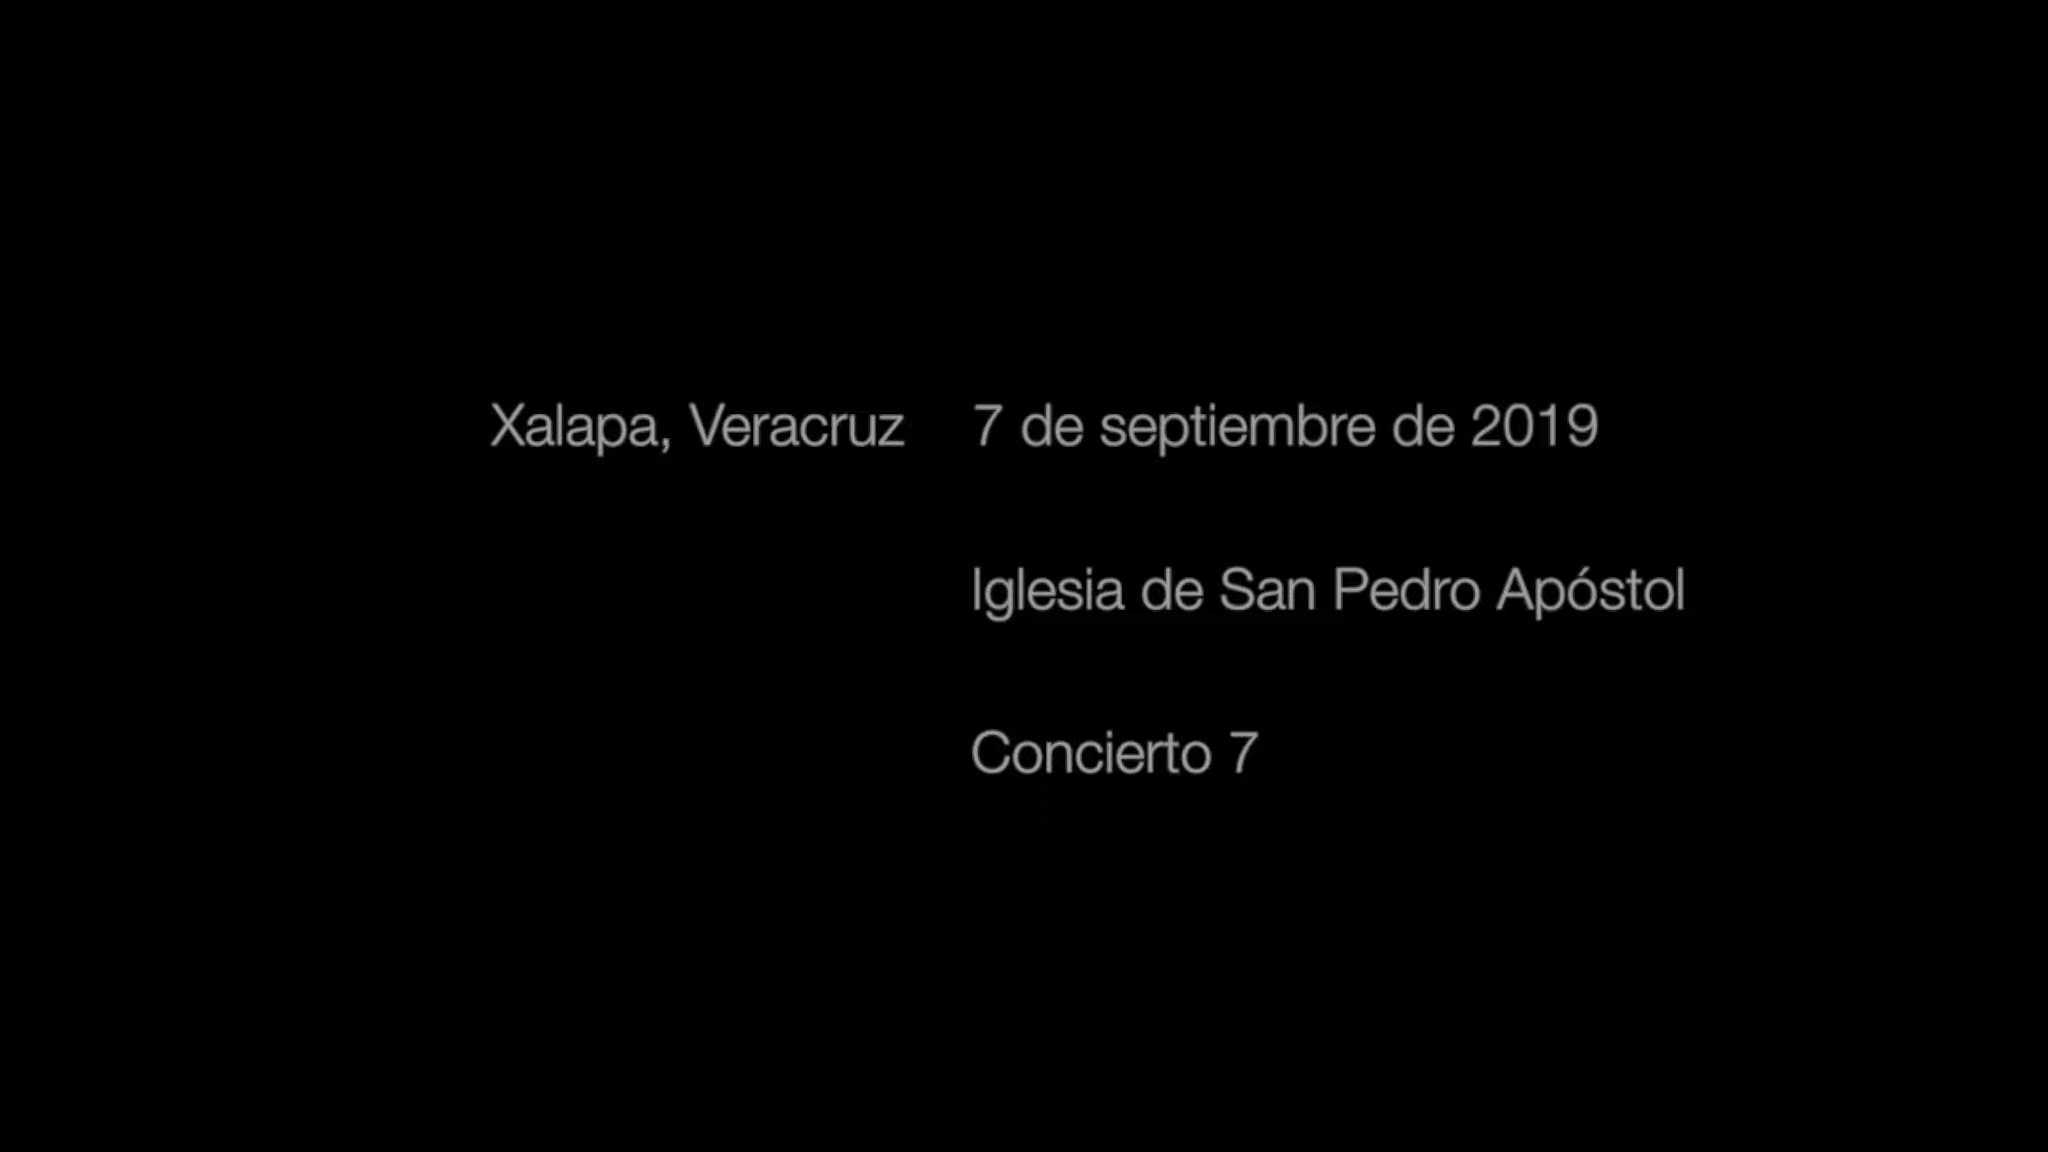 Xalapa, Veracruz 7 de septiembre de 2019
Iglesia de San Pedro Apóstol
Concierto 7